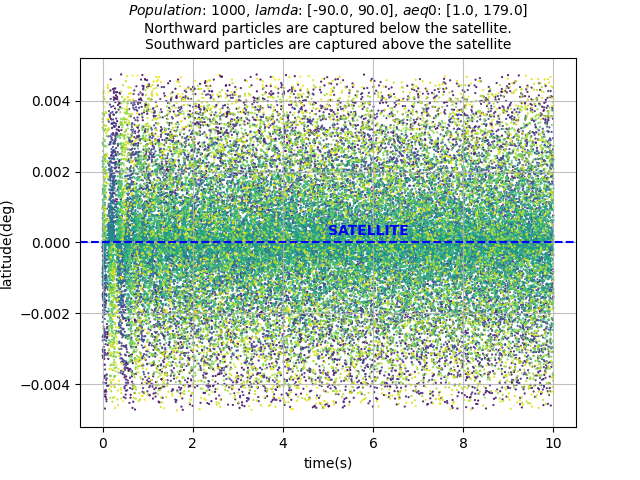 Population: 1000, lamda: [-90.0, 90.0], aeq0: [1.0, 179.0]
Northward particles are captured below the satellite.
Southward particles are captured above the satellite
0.004
0.002
0.000
−0.002
−0.004
latitude(deg)
SATELLITE
0 2 4 6 8 10
time(s)